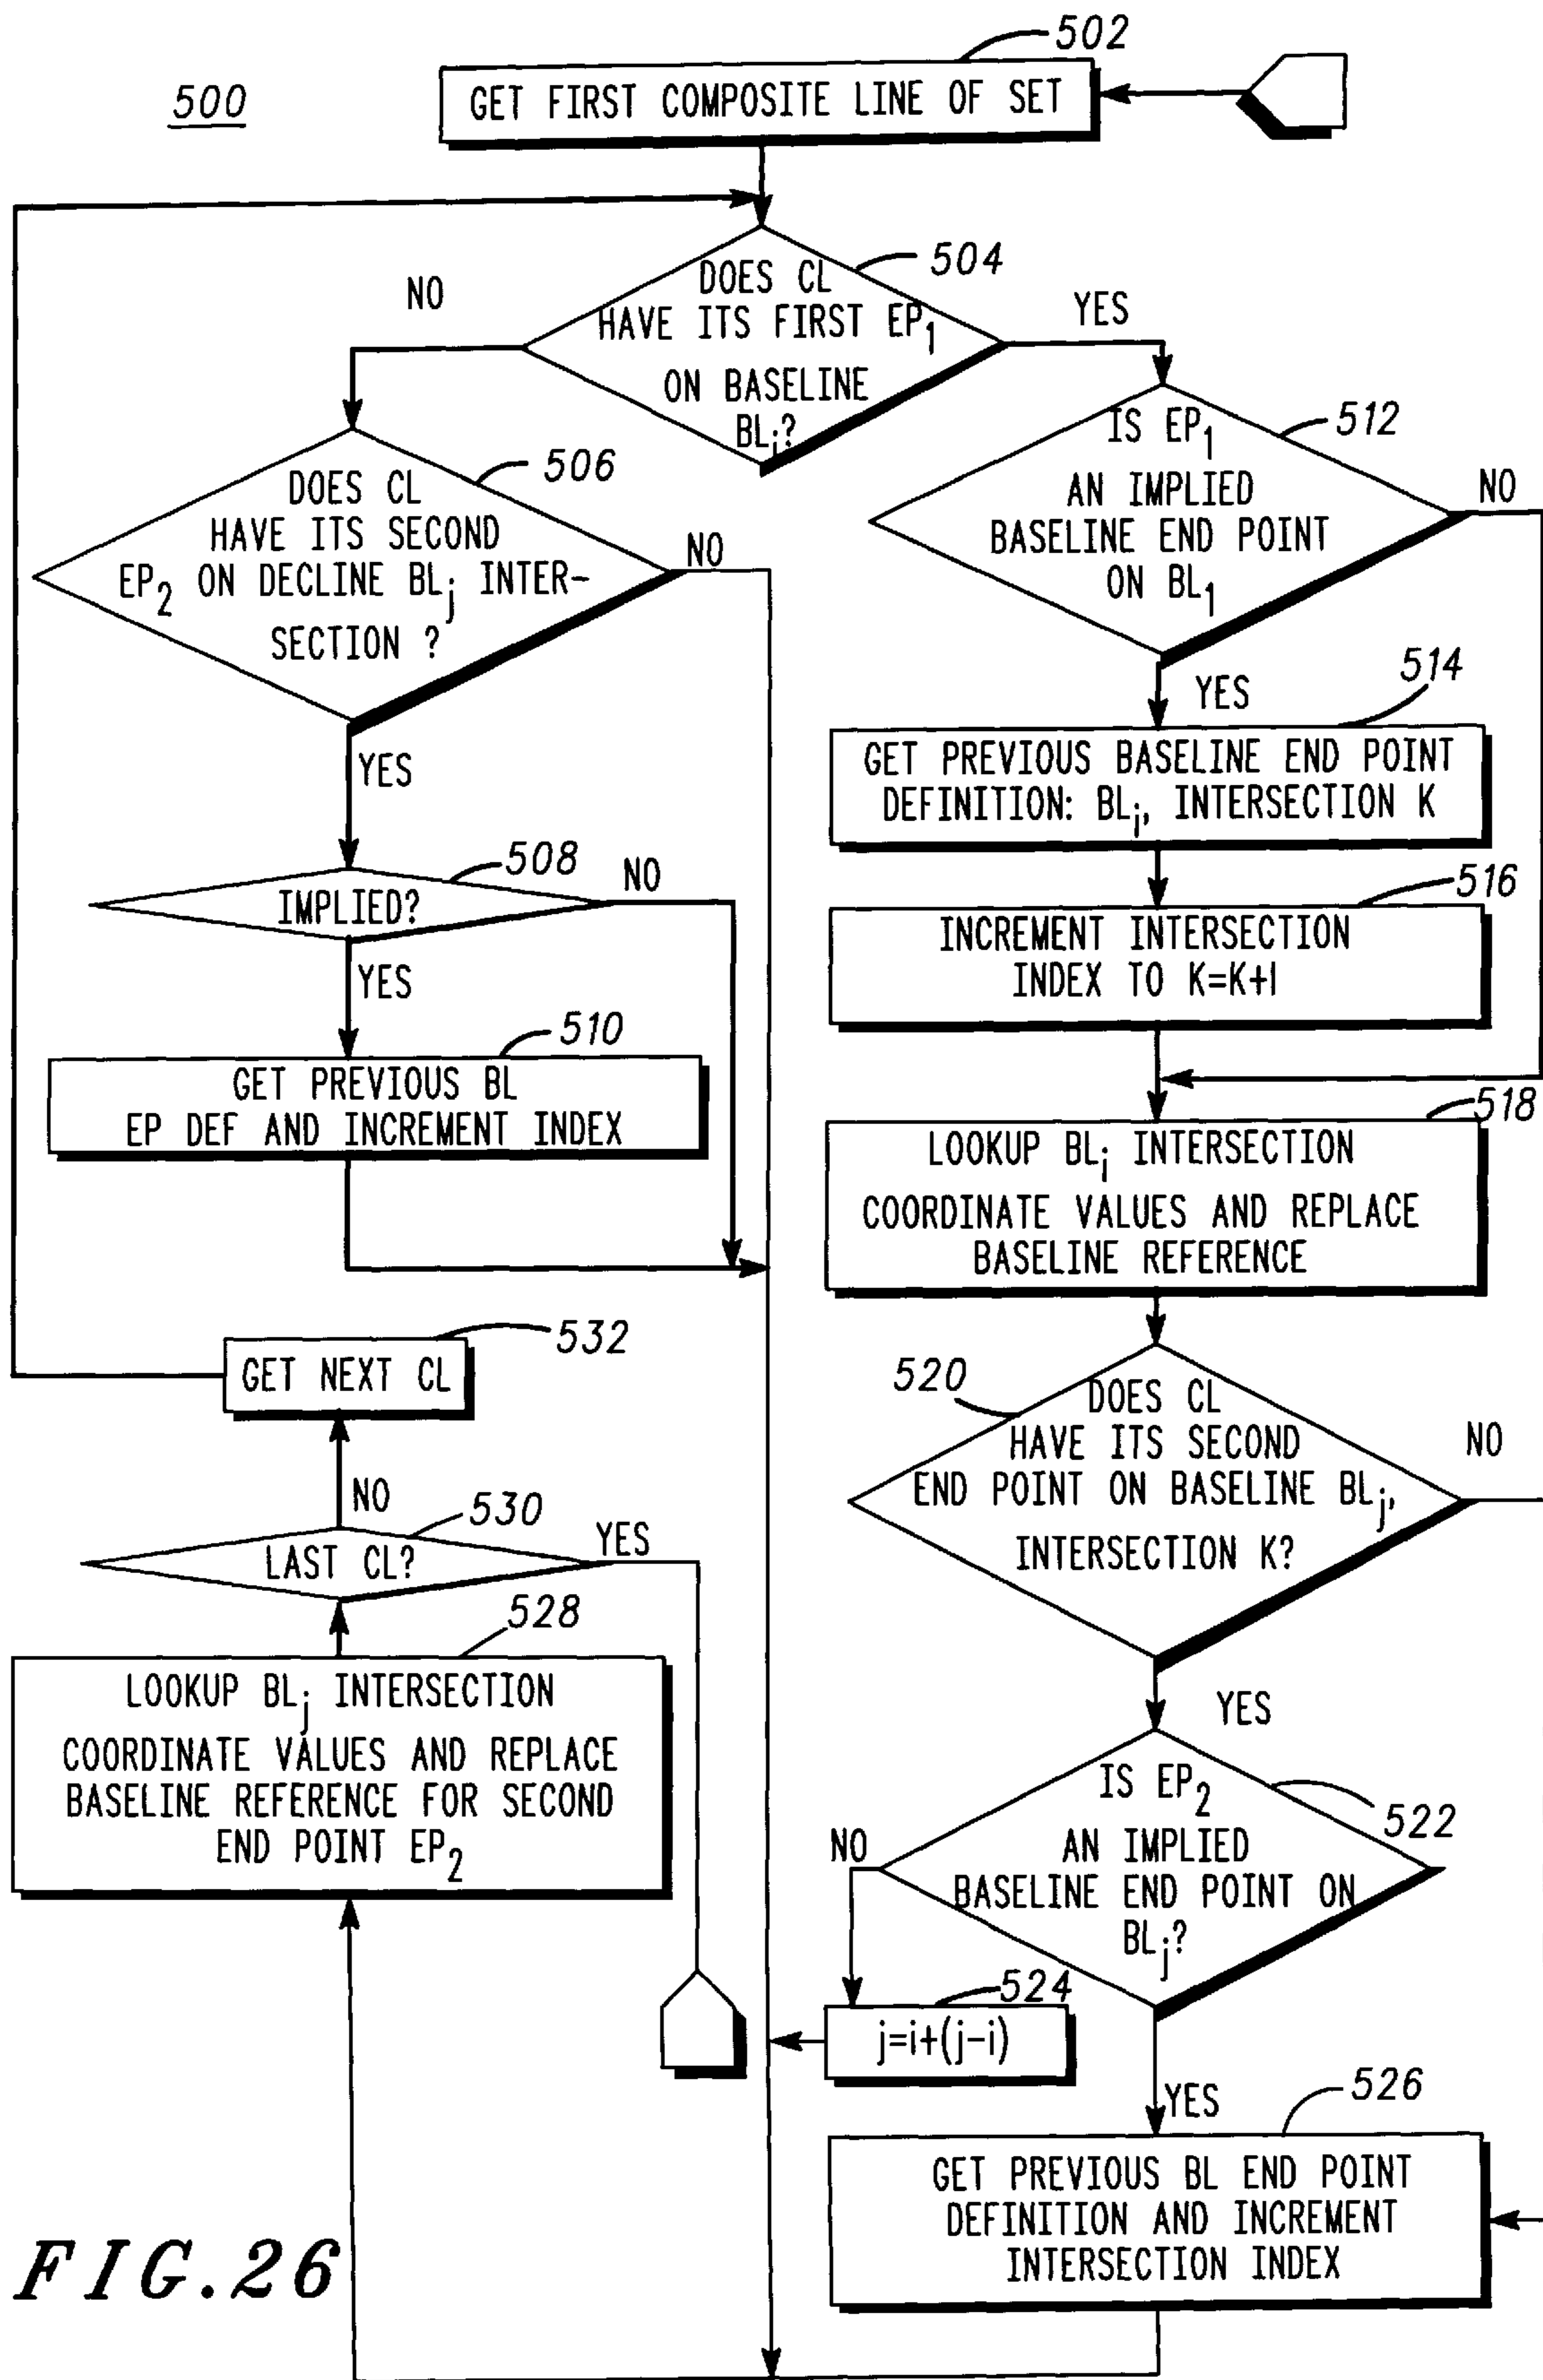 500
502
GET FIRST COMPOSITE LINE OF SET
504
DOES CL
HAVE ITS FIRST EP1
ON BASELINE
BLi?
NO
YES
506
DOES CL
HAVE ITS SECOND
EP2 ON DECLINE BLj INTER-
SECTION ?
NO
YES
508
IMPLIED?
NO
YES
510
GET PREVIOUS BL
EP DEF AND INCREMENT INDEX
512
IS EP1
AN IMPLIED
BASELINE END POINT
ON BL1
NO
YES
514
GET PREVIOUS BASELINE END POINT
DEFINITION: BLi, INTERSECTION K
516
INCREMENT INTERSECTION
INDEX TO K=K+1
518
LOOKUP BLi INTERSECTION
COORDINATE VALUES AND REPLACE
BASELINE REFERENCE
520
DOES CL
HAVE ITS SECOND
END POINT ON BASELINE BLj,
INTERSECTION K?
NO
YES
522
IS EP2
AN IMPLIED
BASELINE END POINT ON
BLj?
NO
YES
524
j=i+(j-i)
526
GET PREVIOUS BL END POINT
DEFINITION AND INCREMENT
INTERSECTION INDEX
528
LOOKUP BLj INTERSECTION
COORDINATE VALUES AND REPLACE
BASELINE REFERENCE FOR SECOND
END POINT EP2
530
LAST CL?
YES
NO
532
GET NEXT CL
FIG.26